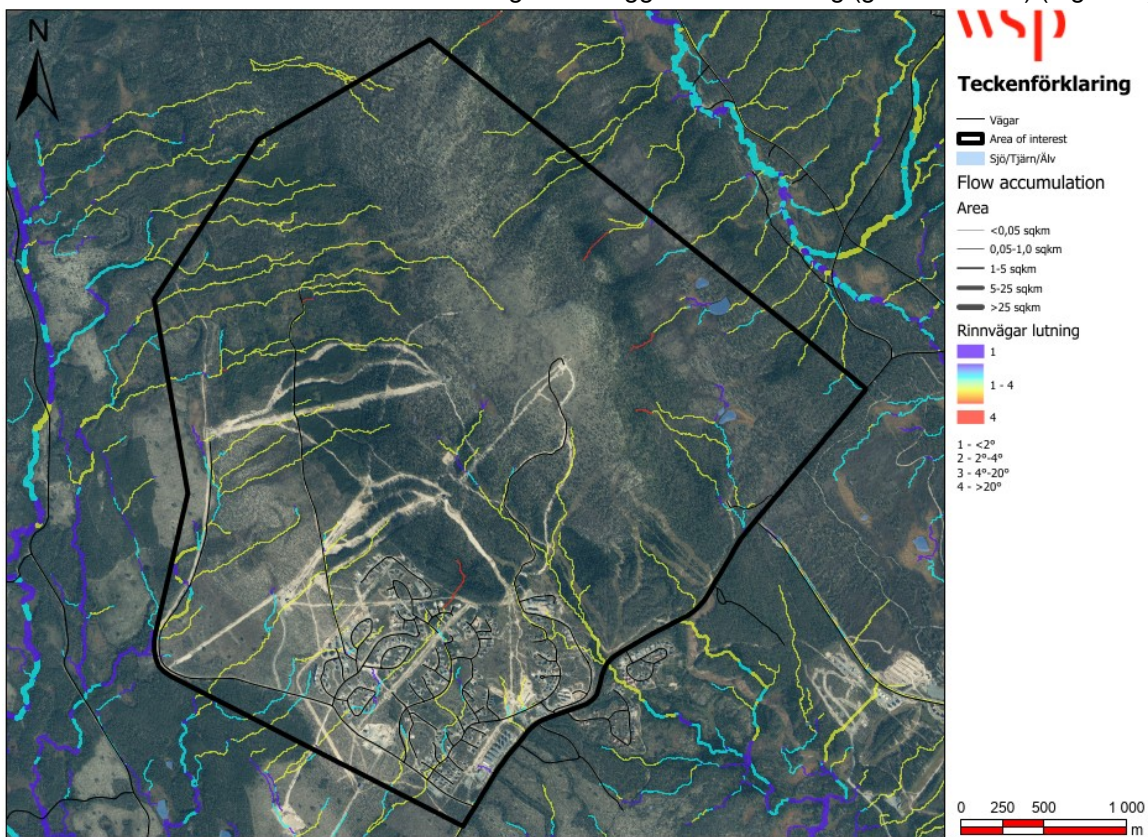 N
wsp
Teckenförklaring
Vägar
Area of interest
Sjö/Tjärn/Älv
Flow accumulation
Area
<0,05 sqkm
0,05-1,0 sqkm
1-5 sqkm
5-25 sqkm
>25 sqkm
Rinnvägar lutning
1
1 - 4
4
1 - <2°
2 - 2°-4°
3 - 4°-20°
4 - >20°
0 250 500 1 000
m